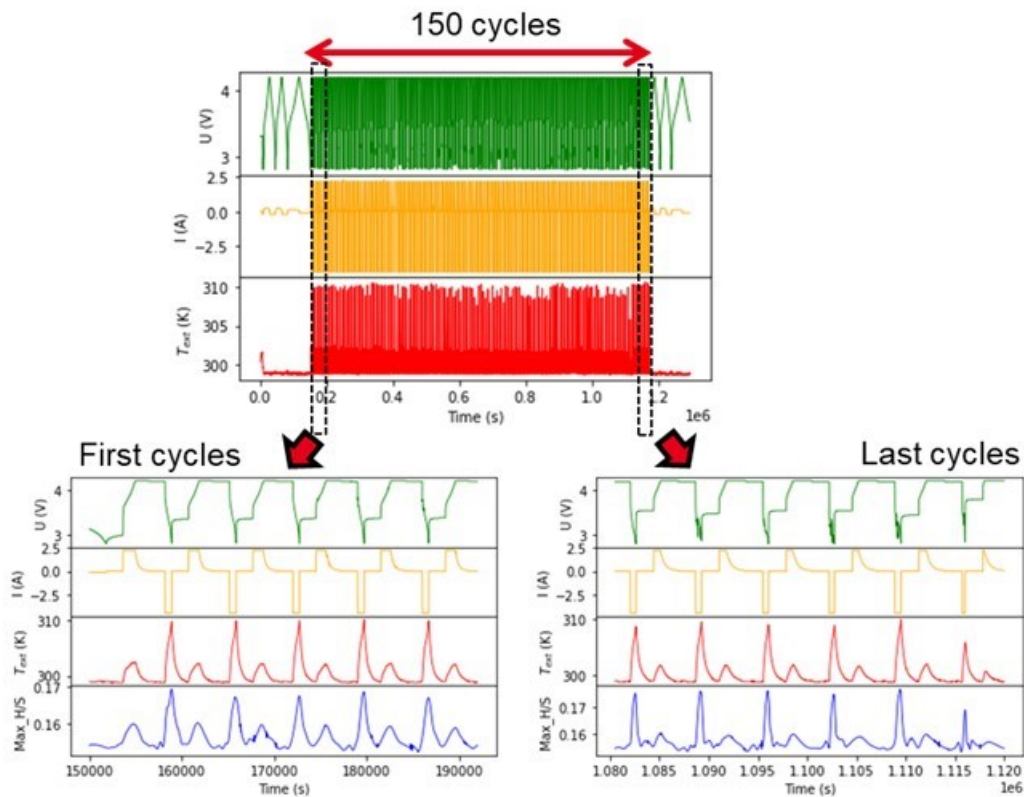 150 cycles
4
3
U (V)
2.5
0.0
−2.5
I (A)
310
305
300
T_ext (K)
0.0 0.2 0.4 0.6 0.8 1.0 1.2
Time (s) 1e6
First cycles
4
3
U (V)
2.5
0.0
−2.5
I (A)
310
300
T_ext (K)
0.17
0.16
Max_H/S
150000 160000 170000 180000 190000
Time (s)
Last cycles
4
3
U (V)
2.5
0.0
−2.5
I (A)
310
300
T_ext (K)
0.17
0.16
Max_H/S
1.080 1.085 1.090 1.095 1.100 1.105 1.110 1.115 1.120
Time (s) 1e6